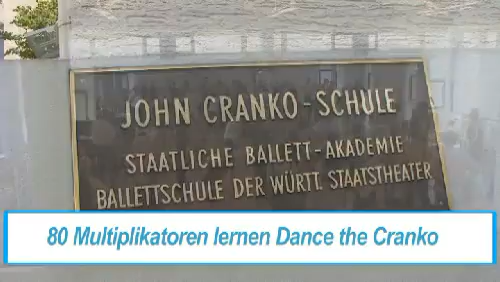 JOHN CRANKO-SCHULE
STAATLICHE BALLETT-AKADEMIE
BALLETTSCHULE DER WÜRTT. STAATSTHEATER
80 Multiplikatoren lernen Dance the Cranko